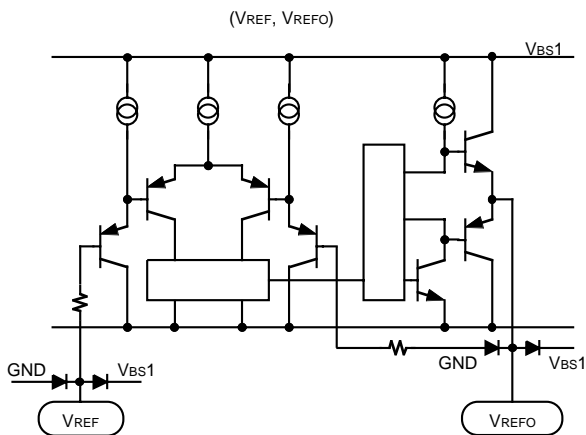 (VREF, VREFO)
VBS1
GND
VBS1
GND
VBS1
VREF
VREFO